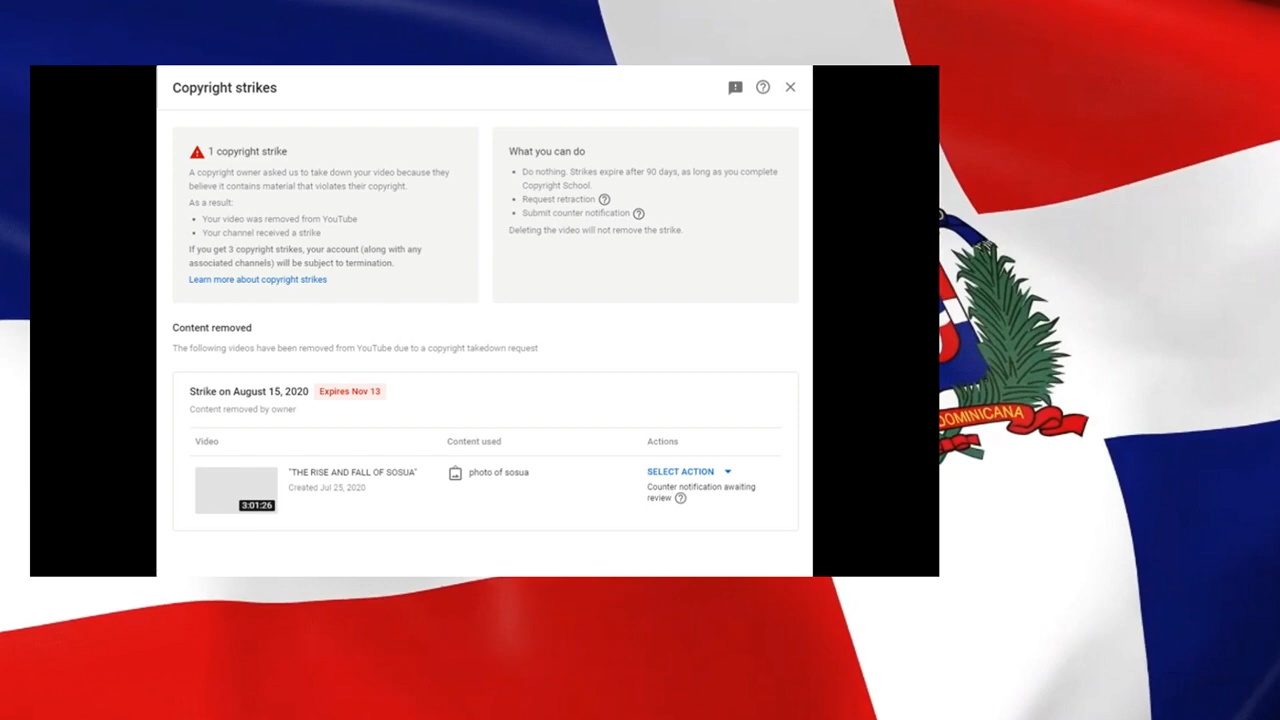 Copyright strikes
1 copyright strike
A copyright owner asked us to take down your video because they
believe it contains material that violates their copyright.
As a result:
• Your video was removed from YouTube
• Your channel received a strike
If you get 3 copyright strikes, your account (along with any
associated channels) will be subject to termination.
Learn more about copyright strikes
What you can do
• Do nothing. Strikes expire after 90 days, as long as you complete
Copyright School.
• Request retraction
• Submit counter notification
Deleting the video will not remove the strike.
Content removed
The following videos have been removed from YouTube due to a copyright takedown request
Strike on August 15, 2020 Expires Nov 13
Content removed by owner
Video Content used Actions
"THE RISE AND FALL OF SOSUA" photo of sosua SELECT ACTION
Created Jul 25, 2020
Counter notification awaiting
review
3:01:26
DOMINICANA